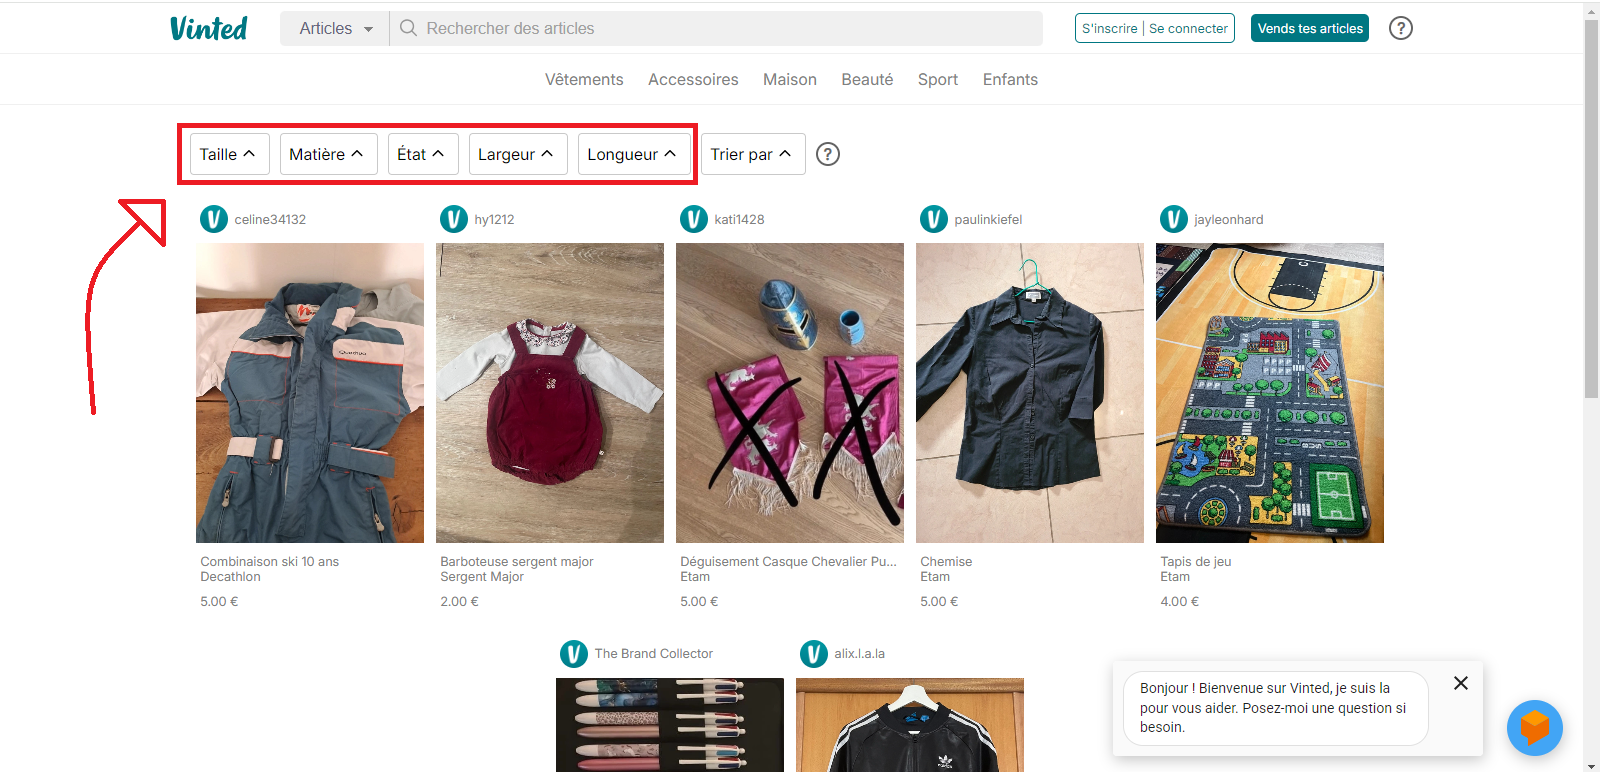 Vinted
Articles
Rechercher des articles
S'inscrire | Se connecter
Vends tes articles
?
Vêtements Accessoires Maison Beauté Sport Enfants
Taille Matière État Largeur Longueur Trier par ?
celine34132
hy1212
kati1428
paulinkiefel
jayleonhard
Combinaison ski 10 ans
Decathlon
5.00 €
Barboteuse sergent major
Sergent Major
2.00 €
Déguisement Casque Chevalier Pu...
Etam
5.00 €
Chemise
Etam
5.00 €
Tapis de jeu
Etam
4.00 €
The Brand Collector
alix.l.a.la
adidas
Bonjour ! Bienvenue sur Vinted, je suis la
pour vous aider. Posez-moi une question si
besoin.